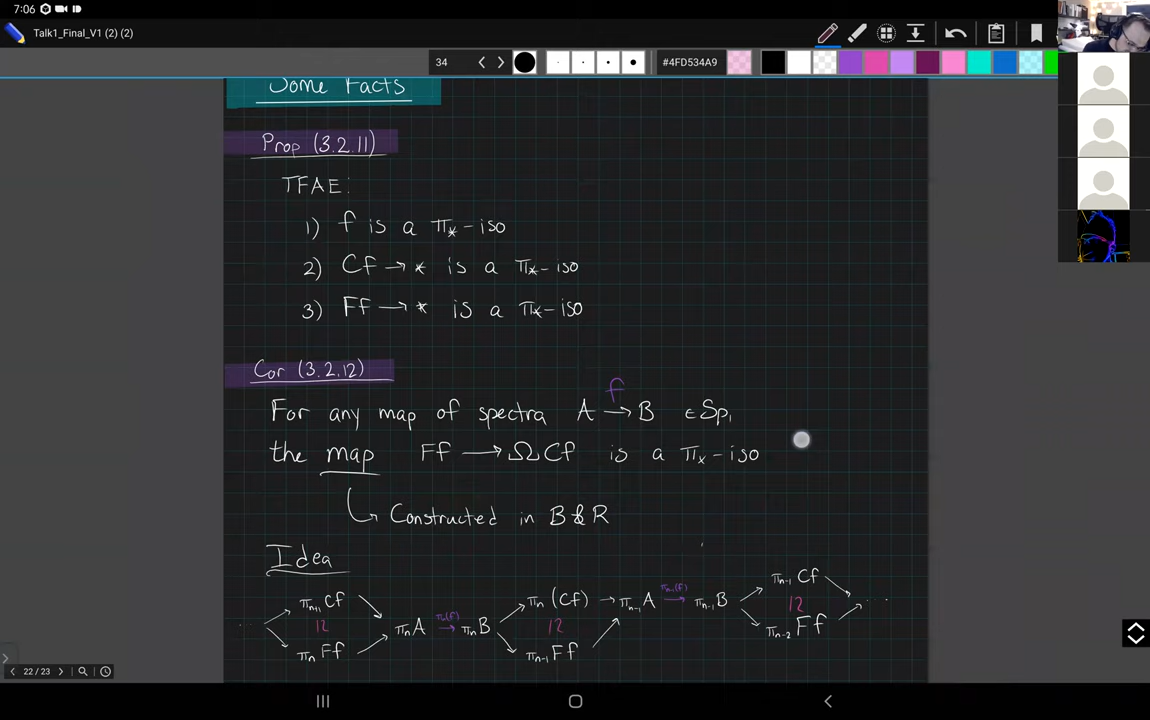 7:06
Talk1_Final_V1 (2) (2)
34
#4FD534A9
Some Facts
Prop (3.2.11)
TFAE:
1) f is a π* -iso
2) Cf → * is a π*-iso
3) Ff → * is a π*-iso
Cor (3.2.12)
For any map of spectra A →f B ∈ Sp,
the map Ff → ΩCf is a π*-iso
Constructed in B&R
Idea
πn+1 Cf
πn Ff
πn A
πn(f)
πn B
πn (Cf)
πn-1 Ff
πn-1 A
πn-1(f)
πn-1 B
πn-1 Cf
πn-2 Ff
22 / 23